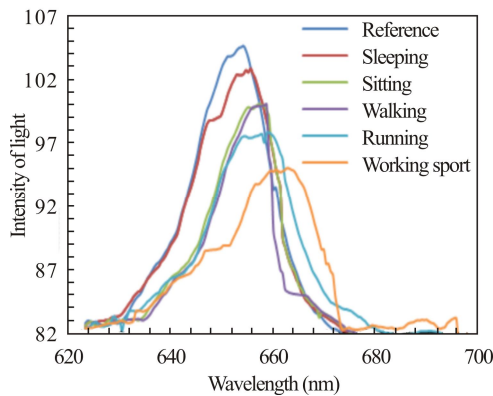 107
102
97
92
87
82
Intensity of light
Reference
Sleeping
Sitting
Walking
Running
Working sport
620
640
660
680
700
Wavelength (nm)